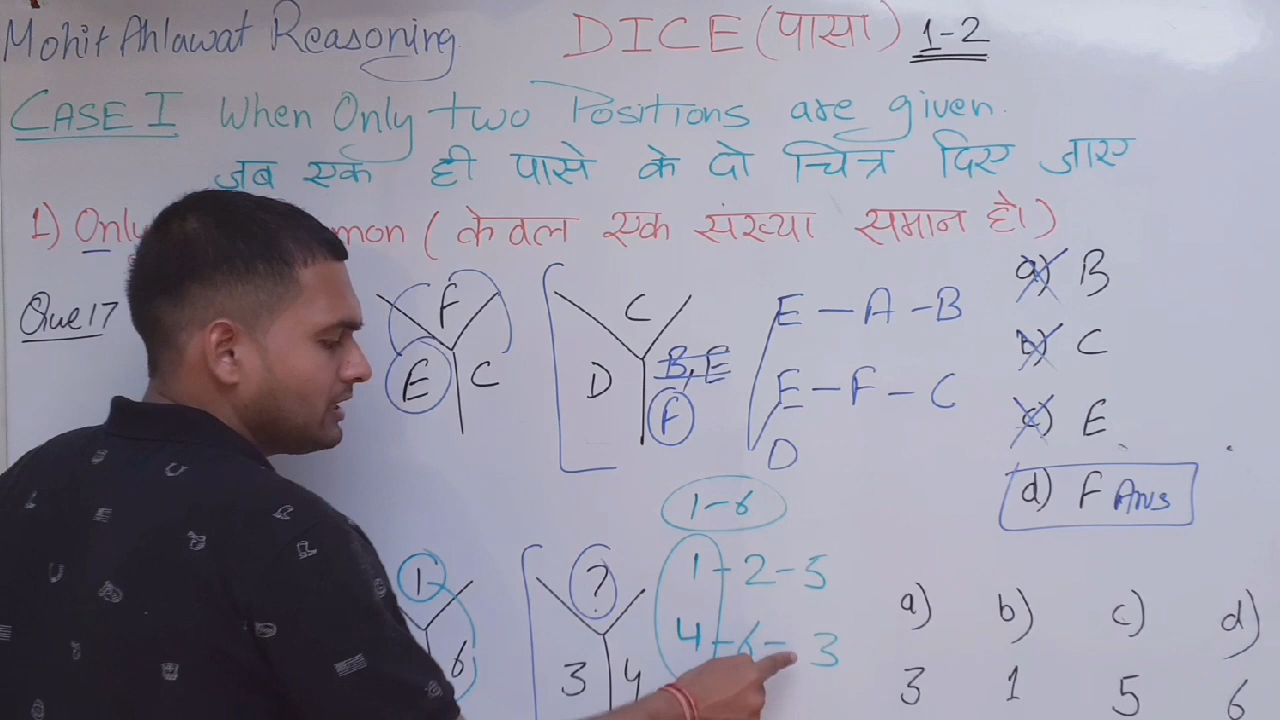 Mohit Ahlawat Reasoning DICE (पासा) 1-2
CASE I When Only two Positions are given.
जब एक ही पासे के दो चित्र दिए जाए
1) Only mon (केवल एक संख्या समान हो)
Que 17
F
E C
C
D B, E
F
E - A - B
E - F - C
D
a) B
b) C
c) E
d) F Ans
1-6
1
6
?
3 4
1 - 2 - 5
4 - 6 - 3
a) b) c) d)
3 1 5 6